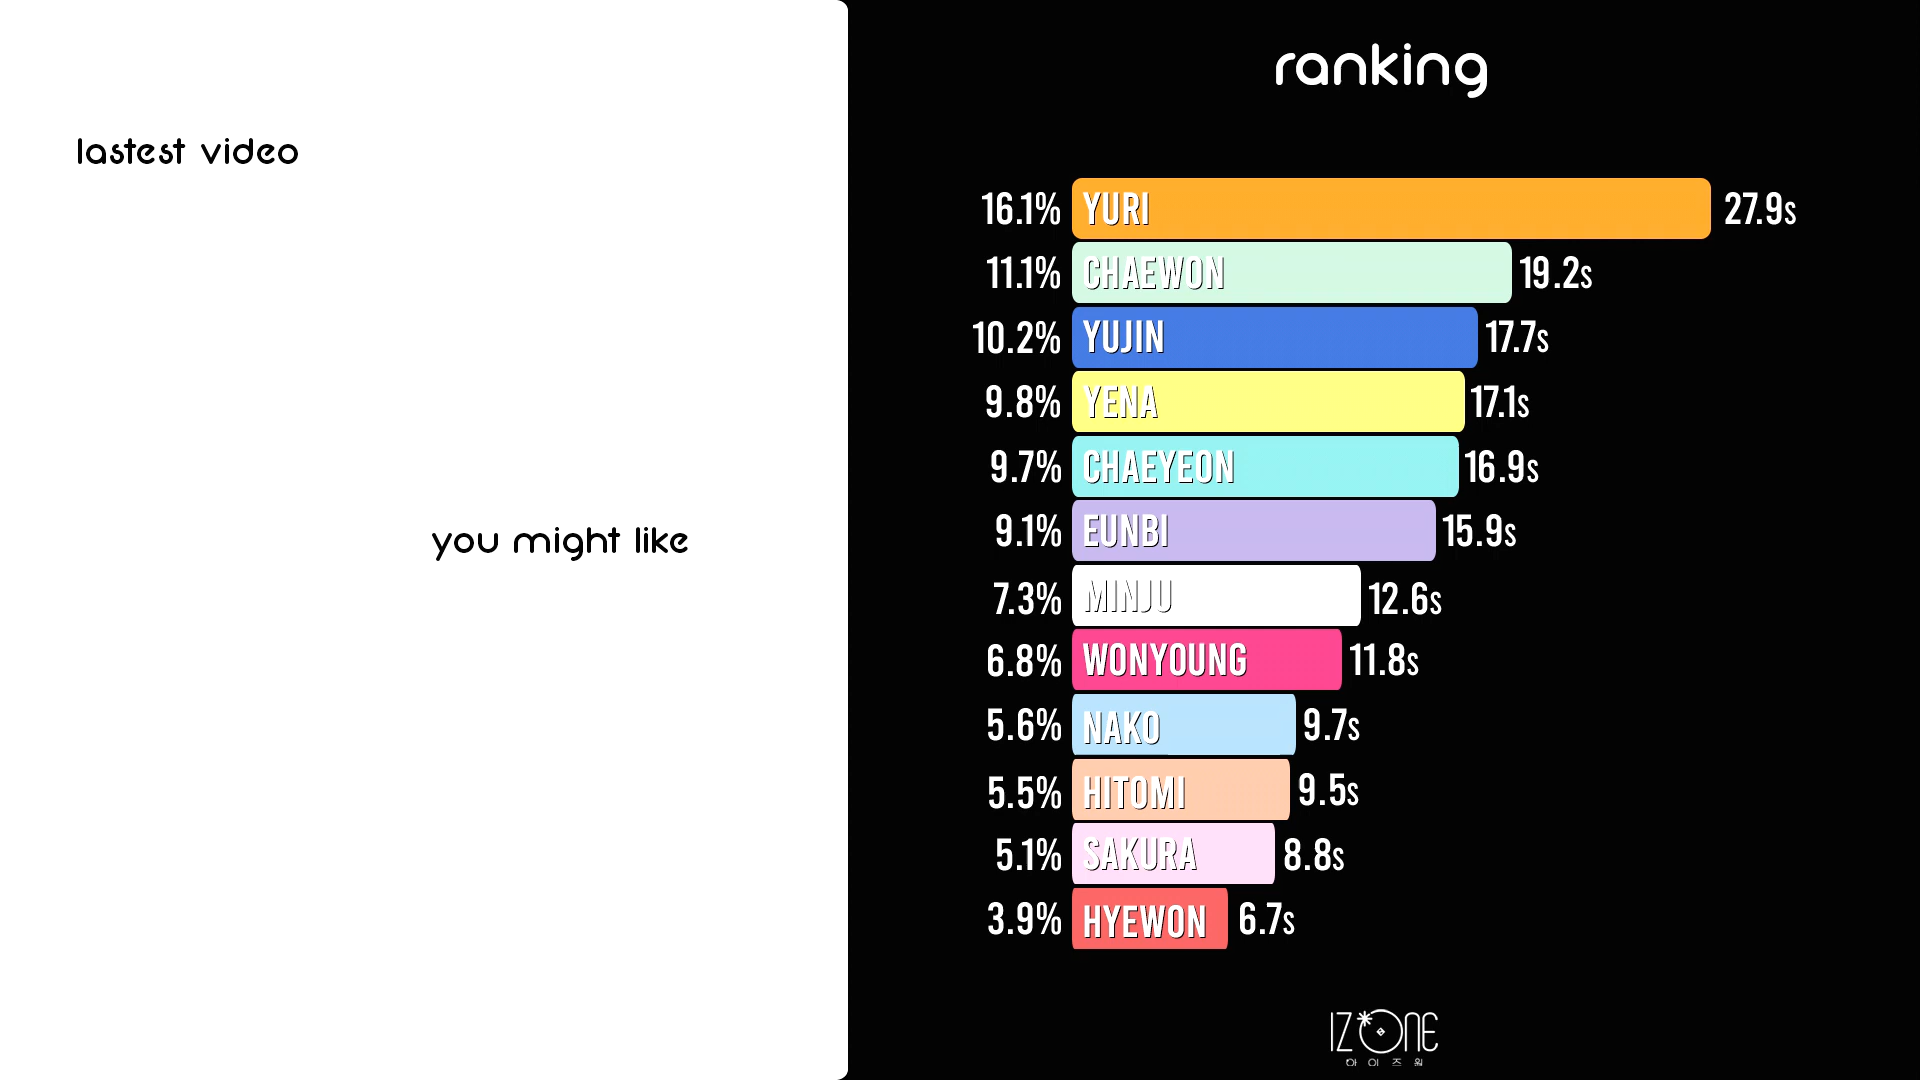 lastest video
you might like
ranking
16.1% YURI 27.9s
11.1% CHAEWON 19.2s
10.2% YUJIN 17.7s
9.8% YENA 17.1s
9.7% CHAEYEON 16.9s
9.1% EUNBI 15.9s
7.3% MINJU 12.6s
6.8% WONYOUNG 11.8s
5.6% NAKO 9.7s
5.5% HITOMI 9.5s
5.1% SAKURA 8.8s
3.9% HYEWON 6.7s
IZ*ONE
아이즈원